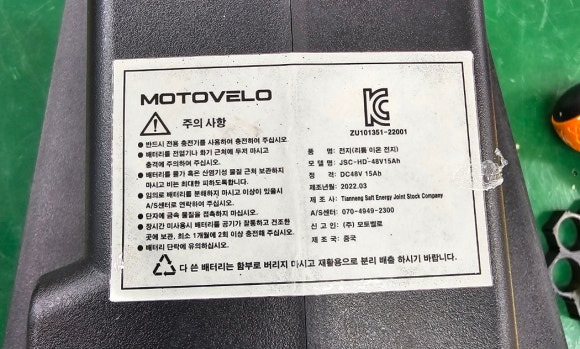 MOTOVELO
주의 사항
● 반드시 전용 충전기를 사용하여 충전하여 주십시오.
● 배터리를 전열기나 화기 근처에 두지 마시고
충격에 주의하여 주십시오.
● 배터리를 물가 혹은 산염기성 물질 근처 보관하지
마시고 비는 최대한 피하도록합니다.
● 임의로 배터리를 분해하지 마시고 이상이 있을시
A/S센터로 연락하여 주십시오.
● 단자에 금속 물질을 접촉하지 마십시오.
● 장시간 미사용시 배터리를 공기가 잘통하고 건조한
곳에 보관, 최소 1개월에 2회 이상 충전해 주십시오.
● 배터리 단락에 유의하십시오.
KC
ZU101351-22001
품 명: 전지(리튬 이온 전지)
모 델 명: JSC-HD-48V15Ah
정 격: DC48V 15Ah
제조년월: 2022.03
제 조 사: Tianneng Saft Energy Joint Stock Company
A/S센터: 070-4949-2300
신 고 인: (주) 모토벨로
제 조 국: 중국
다 쓴 배터리는 함부로 버리지 마시고 재활용으로 분리 배출 하시기 바랍니다.